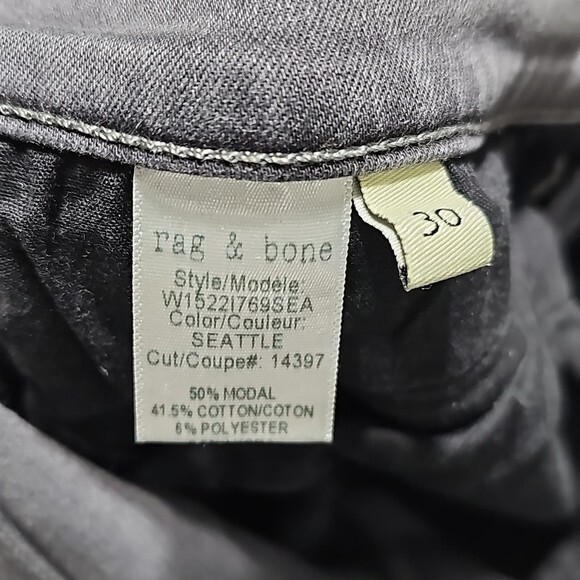 rag & bone
Style/Modèle:
W1522I769SEA
Color/Couleur:
SEATTLE
Cut/Coupe#: 14397
50% MODAL
41.5% COTTON/COTON
6% POLYESTER
30